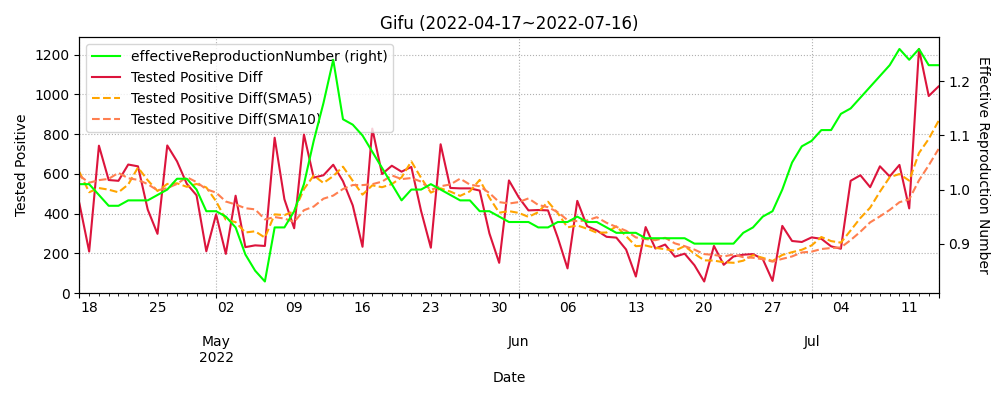 Gifu (2022-04-17~2022-07-16)
effectiveReproductionNumber (right)
Tested Positive Diff
Tested Positive Diff(SMA5)
Tested Positive Diff(SMA10)
Tested Positive
1200
1000
800
600
400
200
0
Effective Reproduction Number
1.2
1.1
1.0
0.9
18 25 02 09 16 23 30 06 13 20 27 04 11
May Jun Jul
2022
Date